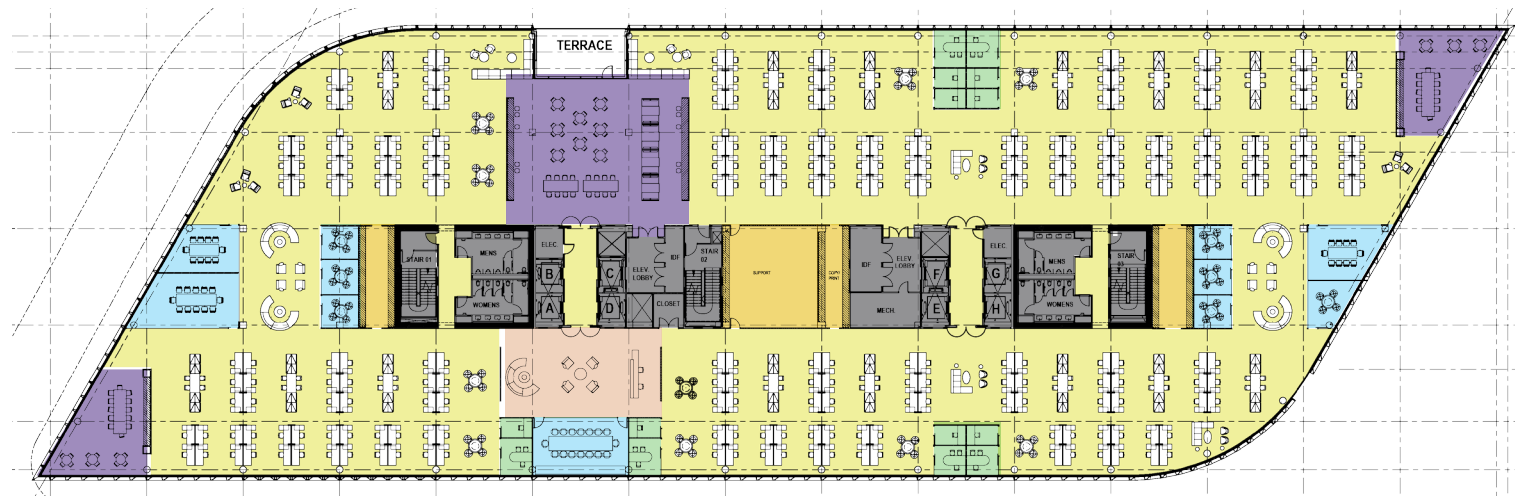 TERRACE
STAIR 01
MENS
WOMENS
ELEC.
B
A
C
D
ELEV
LOBBY
IDF
CLOSET
STAIR
02
SUPPORT
COPY
PRINT
IDF
ELEV
LOBBY
MECH.
F
E
ELEC.
G
H
MENS
WOMENS
STAIR
03